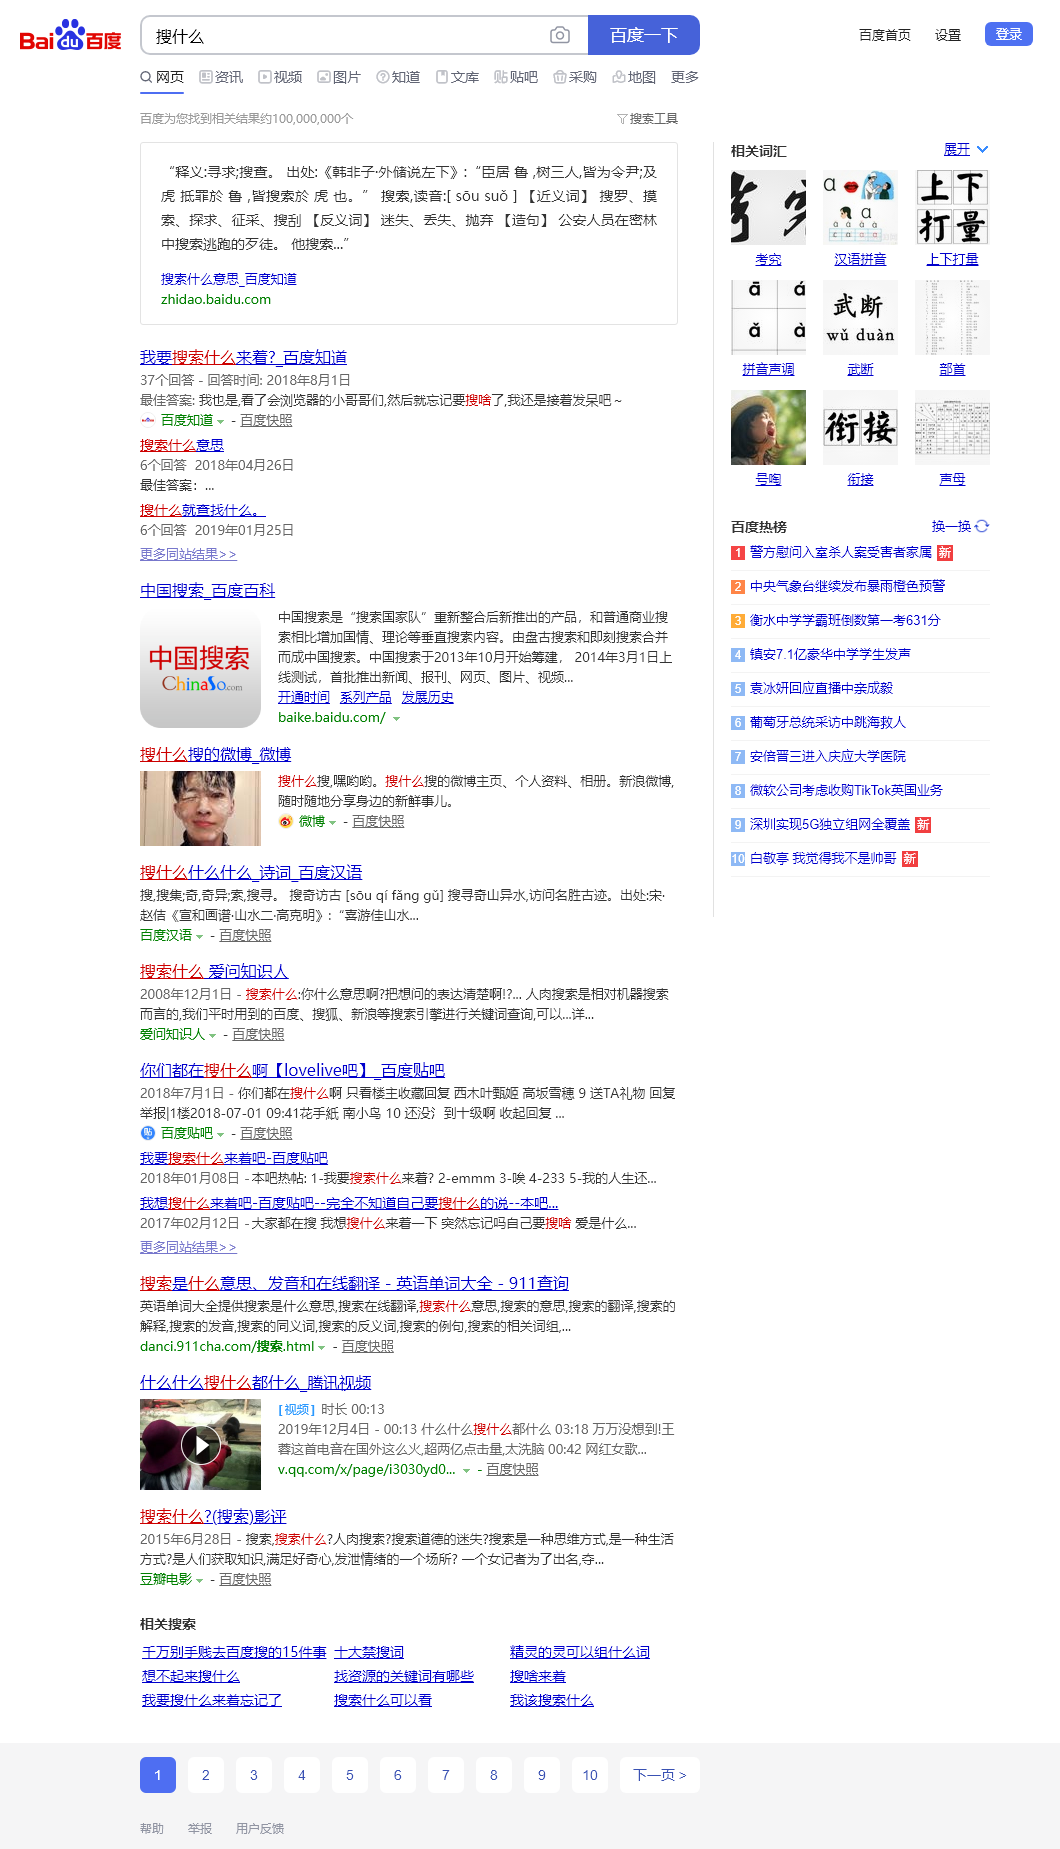 Bai du 百度
搜什么
百度一下
百度首页 设置 登录
网页 资讯 视频 图片 知道 文库 贴吧 采购 地图 更多
百度为您找到相关结果约100,000,000个
搜索工具
“释义:寻求;搜查。 出处:《韩非子·外储说左下》:“臣居 鲁 ,树三人,皆为令尹;及
虎 抵罪於 鲁 ,皆搜索於 虎 也。” 搜索,读音:[ sōu suǒ ] 【近义词】 搜罗、摸
索、探求、征采、搜刮 【反义词】 迷失、丢失、抛弃 【造句】 公安人员在密林
中搜索逃跑的歹徒。 他搜索...”
搜索什么意思_百度知道
zhidao.baidu.com
我要搜索什么来着?_百度知道
37个回答 - 回答时间: 2018年8月1日
最佳答案: 我也是,看了会浏览器的小哥哥们,然后就忘记要搜啥了,我还是接着发呆吧～
百度知道 - 百度快照
搜索什么意思
6个回答 2018年04月26日
最佳答案：...
搜什么就查找什么。
6个回答 2019年01月25日
更多同站结果>>
中国搜索_百度百科
中国搜索
ChinaSo.com
中国搜索是“搜索国家队”重新整合后新推出的产品，和普通商业搜
索相比增加国情、理论等垂直搜索内容。由盘古搜索和即刻搜索合并
而成中国搜索。中国搜索于2013年10月开始筹建， 2014年3月1日上
线测试，首批推出新闻、报刊、网页、图片、视频...
开通时间 系列产品 发展历史
baike.baidu.com/
搜什么搜的微博_微博
搜什么搜,嘿哟哟。搜什么搜的微博主页、个人资料、相册。新浪微博,
随时随地分享身边的新鲜事儿。
微博 - 百度快照
搜什么什么什么_诗词_百度汉语
搜,搜焦;奇,奇异;索,搜寻。 搜奇访古 [sōu qí fǎng gǔ] 搜寻奇山异水,访问名胜古迹。出处:宋·
赵佶《宣和画谱·山水二·高克明》:“喜游佳山水...
百度汉语 - 百度快照
搜索什么 爱问知识人
2008年12月1日 - 搜索什么:你什么意思啊?把想问的表达清楚啊!?... 人肉搜索是相对机器搜索
而言的,我们平时用到的百度、搜狐、新浪等搜索引擎进行关键词查询,可以...详...
爱问知识人 - 百度快照
你们都在搜什么啊【lovelive吧】_百度贴吧
2018年7月1日 - 你们都在搜什么啊 只看楼主收藏回复 西木叶甄姬 高坂雪穗 9 送TA礼物 回复
举报|1楼2018-07-01 09:41花手紙 南小鸟 10 还没氵到十级啊 收起回复 ...
百度贴吧 - 百度快照
我要搜索什么来着吧-百度贴吧
2018年01月08日 - 本吧热帖: 1-我要搜索什么来着? 2-emmm 3-唉 4-233 5-我的人生还...
我想搜什么来着吧-百度贴吧--完全不知道自己要搜什么的说--本吧...
2017年02月12日 - 大家都在搜 我想搜什么来着一下 突然忘记吗自己要搜啥 爱是什么...
更多同站结果>>
搜索是什么意思、发音和在线翻译 - 英语单词大全 - 911查询
英语单词大全提供搜索是什么意思,搜索在线翻译,搜索什么意思,搜索的意思,搜索的翻译,搜索的
解释,搜索的发音,搜索的同义词,搜索的反义词,搜索的例句,搜索的相关词组,...
danci.911cha.com/搜索.html - 百度快照
什么什么搜什么都什么_腾讯视频
[视频] 时长 00:13
2019年12月4日 - 00:13 什么什么搜什么都什么 03:18 万万没想到!王
蓉这首电音在国外这么火,超两亿点击量,太洗脑 00:42 网红女歌...
v.qq.com/x/page/i3030yd0... - 百度快照
搜索什么?(搜索)影评
2015年6月28日 - 搜索,搜索什么?人肉搜索?搜索道德的迷失?搜索是一种思维方式,是一种生活
方式?是人们获取知识,满足好奇心,发泄情绪的一个场所? 一个女记者为了出名,夺...
豆瓣电影 - 百度快照
相关搜索
千万别手贱去百度搜的15件事 十大禁搜词 精灵的灵可以组什么词
想不起来搜什么 找资源的关键词有哪些 搜啥来着
我要搜什么来着忘记了 搜索什么可以看 我该搜索什么
1 2 3 4 5 6 7 8 9 10 下一页 >
帮助 举报 用户反馈
相关词汇 展开
上下
打量
考究 汉语拼音 上下打量
ā á
ǎ à
武断
wǔ duàn
拼音声调 武断 部首
衔接
号啕 衔接 声母
百度热榜 换一换
1 警方慰问入室杀人案受害者家属 新
2 中央气象台继续发布暴雨橙色预警
3 衡水中学学霸班倒数第一考631分
4 镇安7.1亿豪华中学学生发声
5 袁冰妍回应直播中亲成毅
6 葡萄牙总统采访中跳海救人
7 安倍晋三进入庆应大学医院
8 微软公司考虑收购TikTok英国业务
9 深圳实现5G独立组网全覆盖 新
10 白敬亭 我觉得我不是帅哥 新